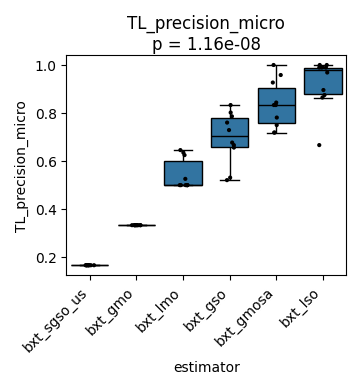 TL_precision_micro
p = 1.16e-08
TL_precision_micro
1.0
0.8
0.6
0.4
0.2
bxt_sgso_us
bxt_gmo
bxt_lmo
bxt_gso
bxt_gmosa
bxt_lso
estimator